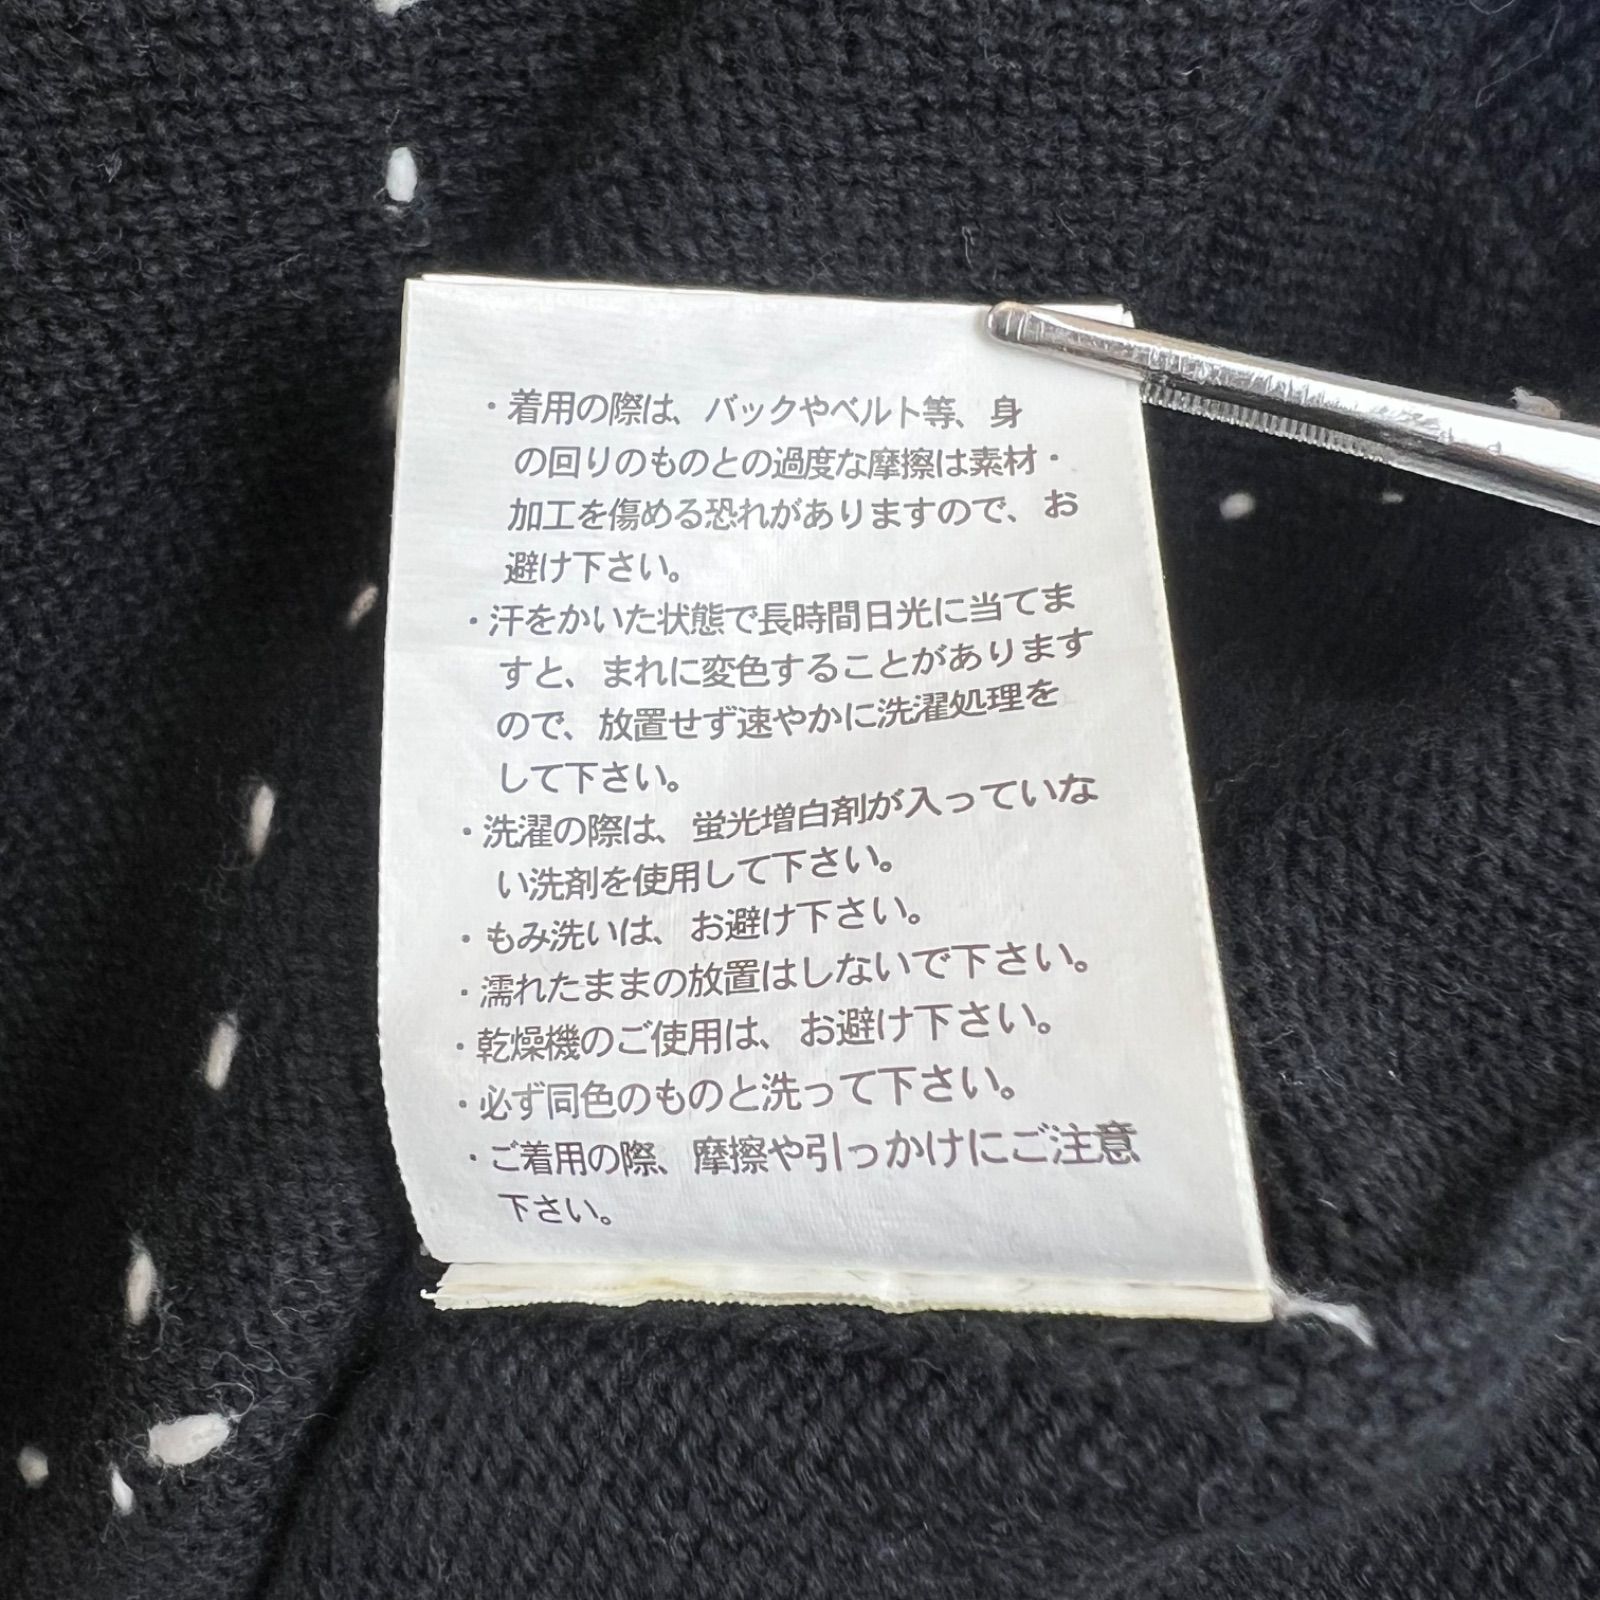 ・着用の際は、バックやベルト等、身
の回りのものとの過度な摩擦は素材・
加工を傷める恐れがありますので、お
避け下さい。
・汗をかいた状態で長時間日光に当てま
すと、まれに変色することがあります
ので、放置せず速やかに洗濯処理を
して下さい。
・洗濯の際は、蛍光増白剤が入っていな
い洗剤を使用して下さい。
・もみ洗いは、お避け下さい。
・濡れたままの放置はしないで下さい。
・乾燥機のご使用は、お避け下さい。
・必ず同色のものと洗って下さい。
・ご着用の際、摩擦や引っかけにご注意
下さい。